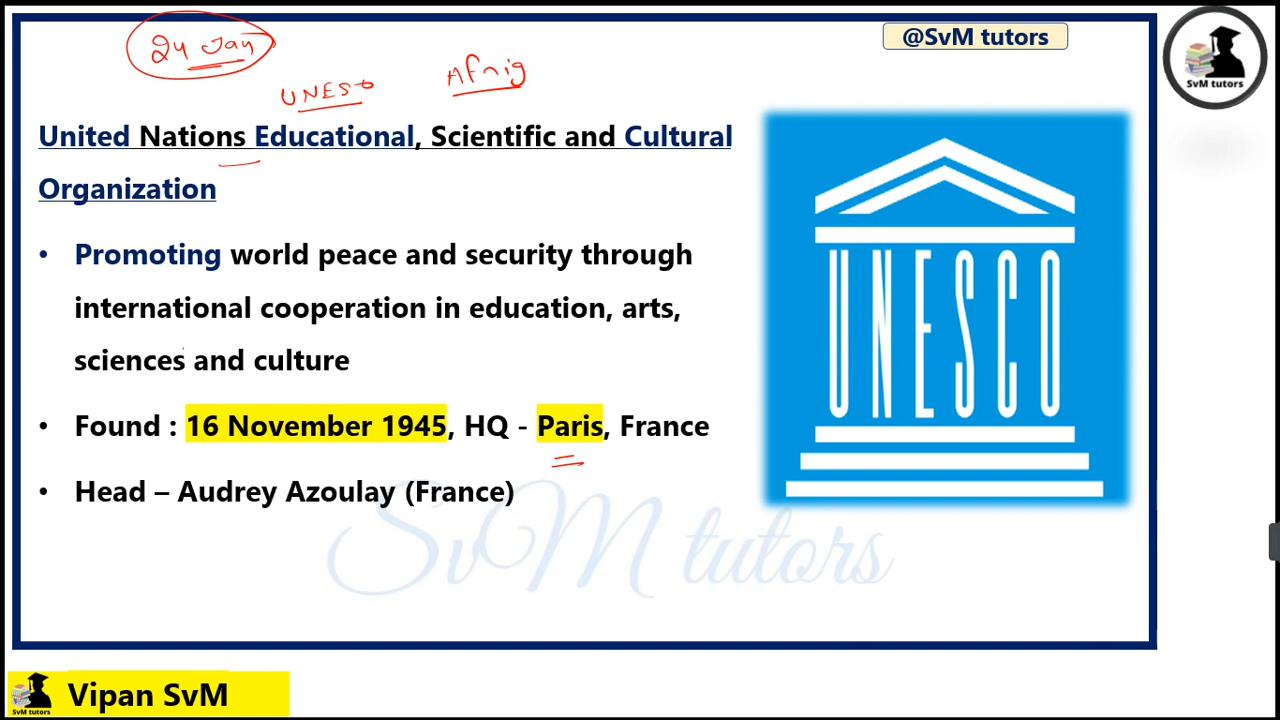 @SvM tutors
SvM tutors
24 Jan
UNESCO
United Nations Educational, Scientific and Cultural
Organization
• Promoting world peace and security through
international cooperation in education, arts,
sciences and culture
• Found : 16 November 1945, HQ - Paris, France
• Head – Audrey Azoulay (France)
UNESCO
SvM tutors
SvM tutors
Vipan SvM